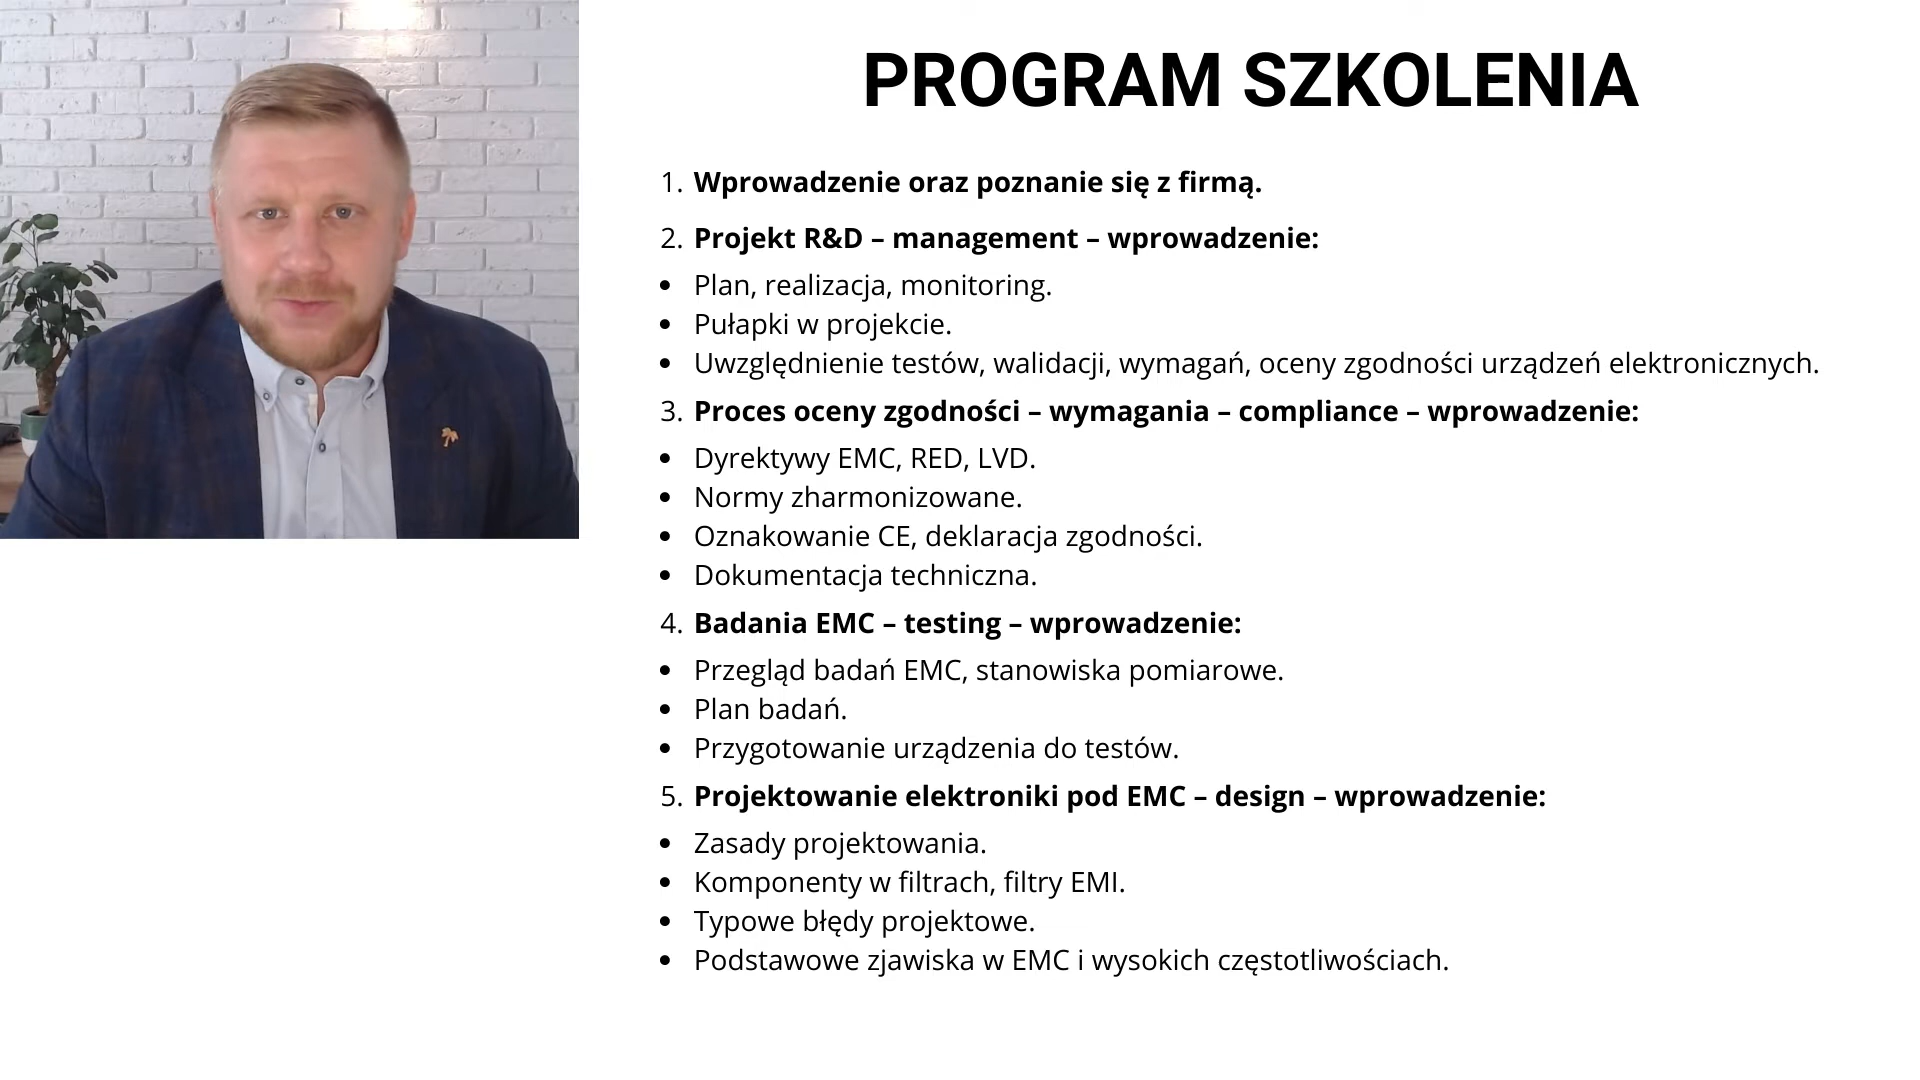 PROGRAM SZKOLENIA
1. Wprowadzenie oraz poznanie się z firmą.
2. Projekt R&D – management – wprowadzenie:
• Plan, realizacja, monitoring.
• Pułapki w projekcie.
• Uwzględnienie testów, walidacji, wymagań, oceny zgodności urządzeń elektronicznych.
3. Proces oceny zgodności – wymagania – compliance – wprowadzenie:
• Dyrektywy EMC, RED, LVD.
• Normy zharmonizowane.
• Oznakowanie CE, deklaracja zgodności.
• Dokumentacja techniczna.
4. Badania EMC – testing – wprowadzenie:
• Przegląd badań EMC, stanowiska pomiarowe.
• Plan badań.
• Przygotowanie urządzenia do testów.
5. Projektowanie elektroniki pod EMC – design – wprowadzenie:
• Zasady projektowania.
• Komponenty w filtrach, filtry EMI.
• Typowe błędy projektowe.
• Podstawowe zjawiska w EMC i wysokich częstotliwościach.